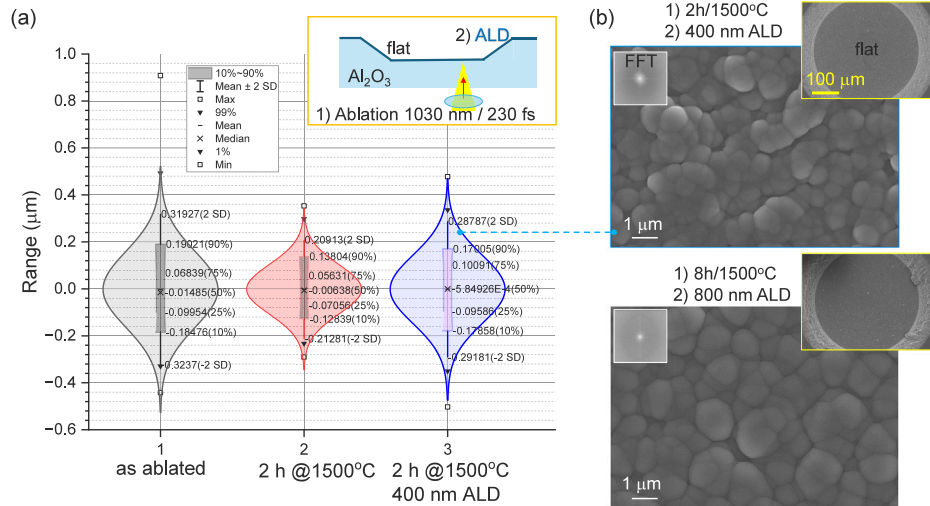 (a)
1.0
0.8
0.6
0.4
0.2
0.0
−0.2
−0.4
−0.6
Range (μm)
10%~90%
Mean ± 2 SD
Max
99%
Mean
Median
1%
Min
flat
2) ALD
Al2O3
1) Ablation 1030 nm / 230 fs
0.31927(2 SD)
0.19021(90%)
0.06839(75%)
-0.01485(50%)
-0.09954(25%)
-0.18476(10%)
-0.3237(-2 SD)
0.20913(2 SD)
0.13804(90%)
0.05631(75%)
-0.00638(50%)
-0.07056(25%)
-0.12839(10%)
-0.21281(-2 SD)
0.28787(2 SD)
0.17005(90%)
0.10091(75%)
-5.84926E-4(50%)
-0.09586(25%)
-0.17858(10%)
-0.29181(-2 SD)
1
2
3
as ablated
2 h @1500°C
2 h @1500°C
400 nm ALD
(b)
1) 2h/1500°C
2) 400 nm ALD
FFT
flat
100 μm
1 μm
1) 8h/1500°C
2) 800 nm ALD
1 μm